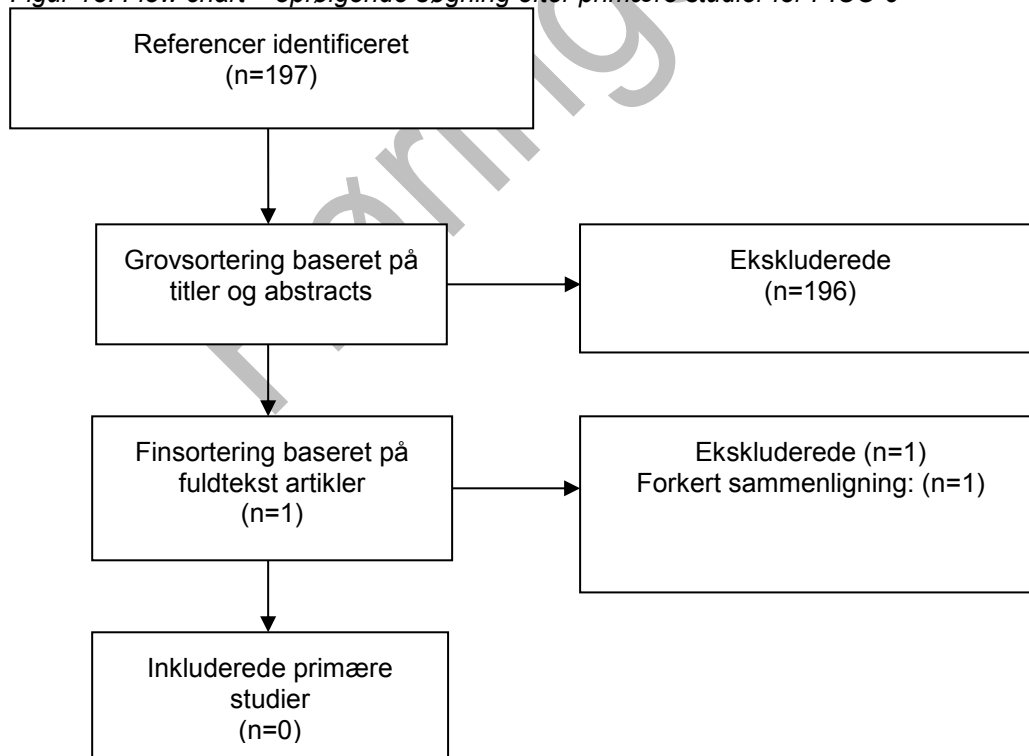 Referencer identificeret
(n=197)
Grovsortering baseret på
titler og abstracts
Ekskluderede
(n=196)
Finsortering baseret på
fuldtekst artikler
(n=1)
Ekskluderede (n=1)
Forkert sammenligning: (n=1)
Inkluderede primære
studier
(n=0)